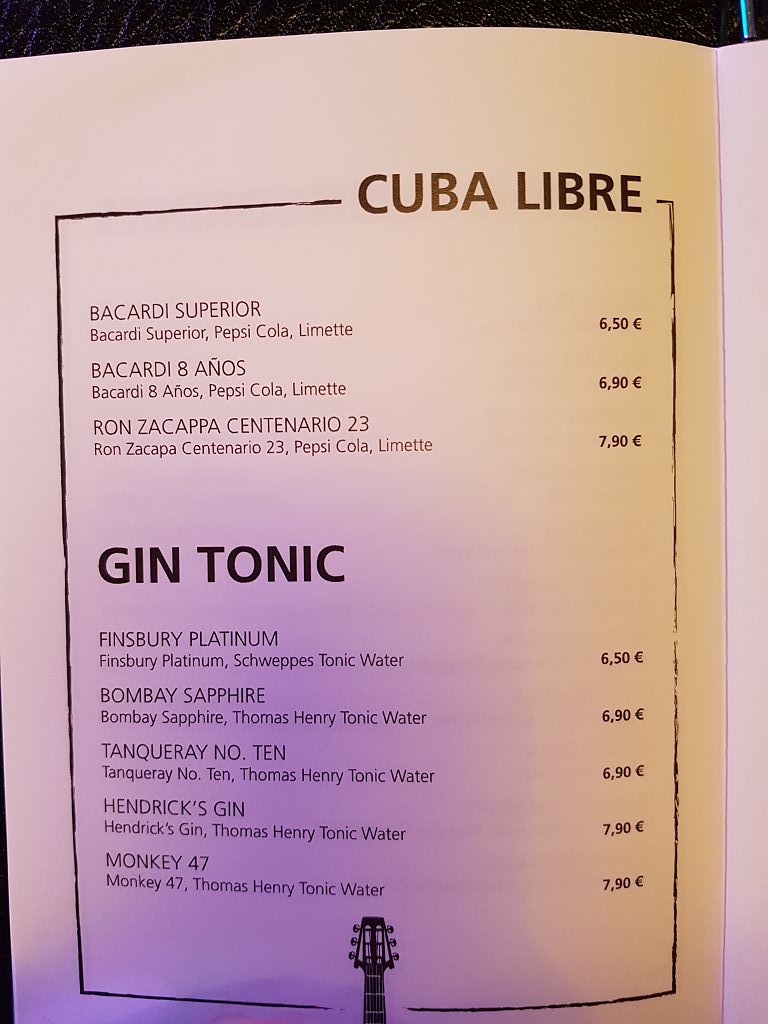 CUBA LIBRE
BACARDI SUPERIOR
Bacardi Superior, Pepsi Cola, Limette
6,50 €
BACARDI 8 AÑOS
Bacardi 8 Años, Pepsi Cola, Limette
6,90 €
RON ZACAPPA CENTENARIO 23
Ron Zacapa Centenario 23, Pepsi Cola, Limette
7,90 €
GIN TONIC
FINSBURY PLATINUM
Finsbury Platinum, Schweppes Tonic Water
6,50 €
BOMBAY SAPPHIRE
Bombay Sapphire, Thomas Henry Tonic Water
6,90 €
TANQUERAY NO. TEN
Tanqueray No. Ten, Thomas Henry Tonic Water
6,90 €
HENDRICK'S GIN
Hendrick's Gin, Thomas Henry Tonic Water
7,90 €
MONKEY 47
Monkey 47, Thomas Henry Tonic Water
7,90 €